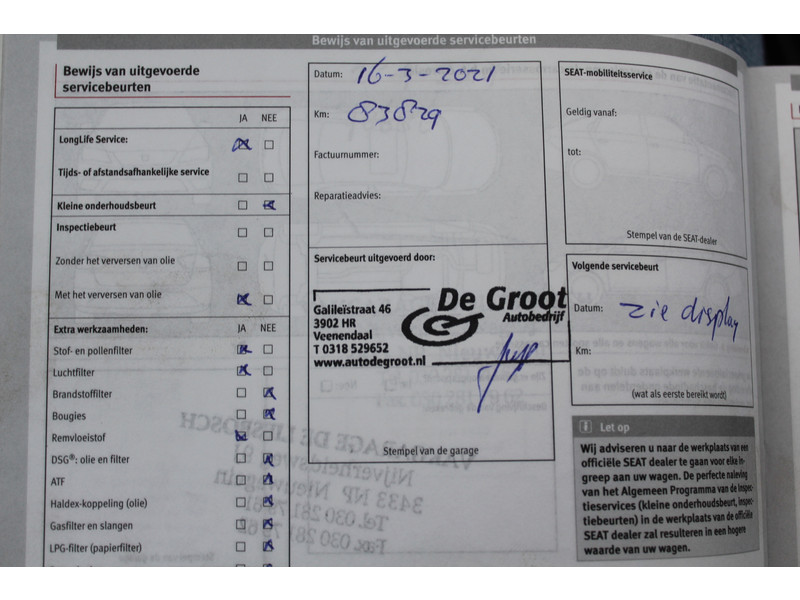 Bewijs van uitgevoerde servicebeurten
Bewijs van uitgevoerde
servicebeurten
JA NEE
LongLife Service:
Tijds- of afstandsafhankelijke service
Kleine onderhoudsbeurt
Inspectiebeurt
Zonder het verversen van olie
Met het verversen van olie
Extra werkzaamheden: JA NEE
Stof- en pollenfilter
Luchtfilter
Brandstoffilter
Bougies
Remvloeistof
DSG®: olie en filter
ATF
Haldex-koppeling (olie)
Gasfilter en slangen
LPG-filter (papierfilter)
Datum: 16-3-2021
Km: 83829
Factuurnummer:
Reparatieadvies:
Servicebeurt uitgevoerd door:
De Groot
Autobedrijf
Galileïstraat 46
3902 HR
Veenendaal
T 0318 529652
www.autodegroot.nl
Stempel van de garage
SEAT-mobiliteitsservice
Geldig vanaf:
tot:
Stempel van de SEAT-dealer
Volgende servicebeurt
Datum: zie display
Km:
(wat als eerste bereikt wordt)
Let op
Wij adviseren u naar de werkplaats van een
officiële SEAT dealer te gaan voor elke in-
greep aan uw wagen. De perfecte naleving
van het Algemeen Programma van de inspec-
tieservices (kleine onderhoudsbeurt, inspec-
tiebeurten) in de werkplaats van de officiële
SEAT dealer zal resulteren in een hogere
waarde van uw wagen.